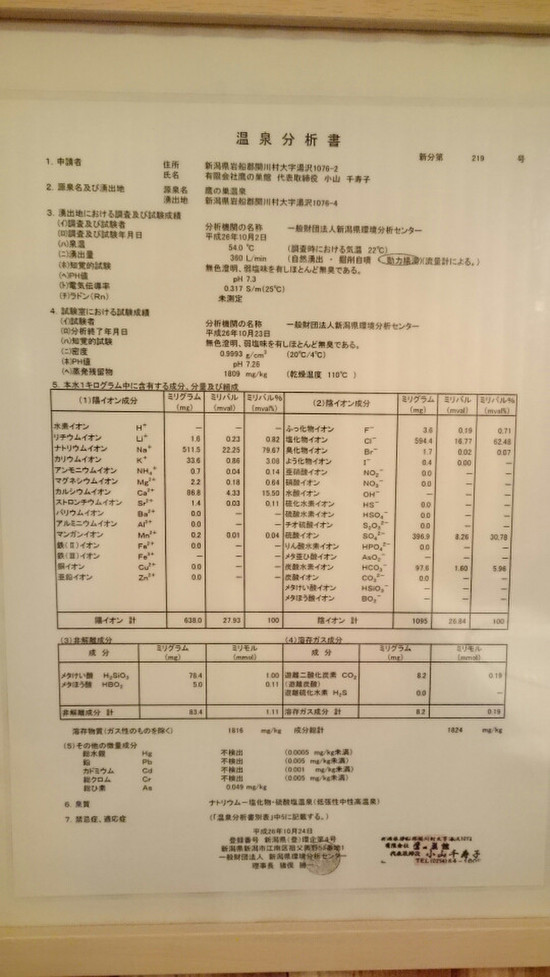 温泉分析書
新分第 219 号
1. 申請者 住所 新潟県岩船郡関川村大字湯沢1076-2
氏名 有限会社鷹の巣館 代表取締役 小山 千寿子
2. 源泉名及び湧出地 源泉名 鷹の巣温泉
湧出地 新潟県岩船郡関川村大字湯沢1076-4
3. 湧出地における調査及び試験成績
(イ)調査及び試験者 分析機関の名称 一般財団法人新潟県環境分析センター
(ロ)調査及び試験年月日 平成26年10月2日
(ハ)泉温 54.0 ℃ (調査時における気温 22℃)
(ニ)湧出量 360 L/min (自然湧出・掘削自噴・動力揚湯)(流量計による。)
(ホ)知覚的試験 無色澄明、弱塩味を有しほとんど無臭である。
(ヘ)PH値 pH 7.3
(ト)電気伝導率 0.317 S/m(25℃)
(チ)ラドン(Rn) 未測定
4. 試験室における試験成績
(イ)試験者 分析機関の名称 一般財団法人新潟県環境分析センター
(ロ)分析終了年月日 平成26年10月23日
(ハ)知覚的試験 無色澄明、弱塩味を有しほとんど無臭である。
(ニ)密度 0.9993 g/cm³ (20℃/4℃)
(ホ)PH値 pH 7.26
(ヘ)蒸発残留物 1809 mg/kg (乾燥温度 110℃ )
5. 本水1キログラム中に含有する成分、分量及び組成
(1)陽イオン成分 ミリグラム(mg) ミリバル(mval) ミリバル%(mval%) (2)陰イオン成分 ミリグラム(mg) ミリバル(mval) ミリバル%(mval%)
水素イオン H⁺ — — — ふっ化物イオン F⁻ 3.6 0.19 0.71
リチウムイオン Li⁺ 1.6 0.23 0.82 塩化物イオン Cl⁻ 594.4 16.77 62.48
ナトリウムイオン Na⁺ 511.5 22.25 79.67 臭化物イオン Br⁻ 1.7 0.02 0.07
カリウムイオン K⁺ 33.6 0.86 3.08 よう化物イオン I⁻ 0.4 0.00 —
アンモニウムイオン NH₄⁺ 0.7 0.04 0.14 亜硝酸イオン NO₂⁻ — — —
マグネシウムイオン Mg²⁺ 2.2 0.18 0.64 硝酸イオン NO₃⁻ — — —
カルシウムイオン Ca²⁺ 86.8 4.33 15.50 水酸イオン OH⁻ — — —
ストロンチウムイオン Sr²⁺ 1.4 0.03 0.11 硫化水素イオン HS⁻ 0.0 — —
バリウムイオン Ba²⁺ 0.0 — — 硫酸水素イオン HSO₄⁻ — — —
アルミニウムイオン Al³⁺ 0.0 — — チオ硫酸イオン S₂O₃²⁻ 0.0 — —
マンガンイオン Mn²⁺ 0.2 0.01 0.04 硫酸イオン SO₄²⁻ 396.9 8.26 30.78
鉄(Ⅱ)イオン Fe²⁺ 0.0 — — りん酸水素イオン HPO₄²⁻ 0.0 — —
鉄(Ⅲ)イオン Fe³⁺ — — — メタ亜ひ酸イオン AsO₂⁻ — — —
銅イオン Cu²⁺ 0.0 — — 炭酸水素イオン HCO₃⁻ 97.6 1.60 5.96
亜鉛イオン Zn²⁺ 0.0 — — 炭酸イオン CO₃²⁻ 0.0 — —
メタけい酸イオン HSiO₃⁻ — — —
メタほう酸イオン BO₂⁻ — — —
陽イオン 計 638.0 27.93 100 陰イオン 計 1095 26.84 100
(3)非解離成分 (4)溶存ガス成分
成 分 ミリグラム(mg) ミリモル(mmol) 成 分 ミリグラム(mg) ミリモル(mmol)
メタけい酸 H₂SiO₃ 78.4 1.00 遊離二酸化炭素 CO₂ 8.2 0.19
メタほう酸 HBO₂ 5.0 0.11 (遊離炭酸)
遊離硫化水素 H₂S 0.0 —
非解離成分 計 83.4 1.11 溶存ガス成分 計 8.2 0.19
溶存物質(ガス性のものを除く) 1816 mg/kg 成分総計 1824 mg/kg
(5)その他の微量成分
総水銀 Hg 不検出 (0.0005 mg/kg未満)
鉛 Pb 不検出 (0.005 mg/kg未満)
カドミウム Cd 不検出 (0.001 mg/kg未満)
総クロム Cr 不検出 (0.005 mg/kg未満)
総ひ素 As 0.049 mg/kg
6. 泉質 ナトリウム-塩化物・硫酸塩温泉(低張性中性高温泉)
7. 禁忌症、適応症 (「温泉分析書別表」中5に記載する。)
平成26年10月24日
登録番号 新潟県(登)環企第4号
新潟県新潟市江南区祖父興野53番地1
一般財団法人 新潟県環境分析センター
理事長
有限会社 鷹の巣館
代表取締役 小山千寿子